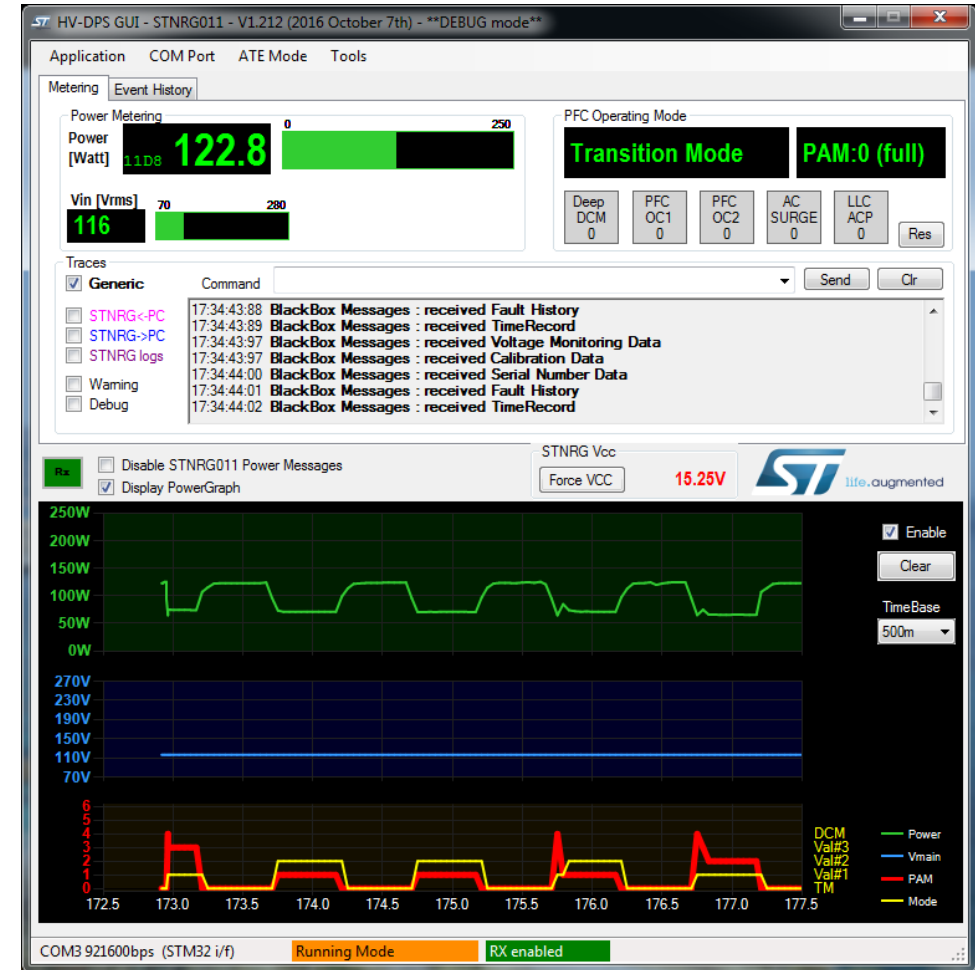 HV-DPS GUI - STNRG011 - V1.212 (2016 October 7th) - **DEBUG mode**
Application COM Port ATE Mode Tools
Metering Event History
Power Metering
Power [Watt] 11D8 122.8 0 250
Vin [Vrms] 116 70 280
PFC Operating Mode
Transition Mode PAM:0 (full)
Deep DCM 0 PFC OC1 0 PFC OC2 0 AC SURGE 0 LLC ACP 0 Res
Traces
Generic Command Send Clr
STNRG<-PC
STNRG->PC
STNRG logs
Warning
Debug
17:34:43:88 BlackBox Messages : received Fault History
17:34:43:89 BlackBox Messages : received TimeRecord
17:34:43:97 BlackBox Messages : received Voltage Monitoring Data
17:34:43:97 BlackBox Messages : received Calibration Data
17:34:44:00 BlackBox Messages : received Serial Number Data
17:34:44:01 BlackBox Messages : received Fault History
17:34:44:02 BlackBox Messages : received TimeRecord
Rx
Disable STNRG011 Power Messages
Display PowerGraph
STNRG Vcc
Force VCC 15.25V
ST life.augmented
250W
200W
150W
100W
50W
0W
Enable
Clear
TimeBase
500m
270V
230V
190V
150V
110V
70V
6
5
4
3
2
1
0
DCM
Val#3
Val#2
Val#1
TM
Power
Vmain
PAM
Mode
172.5 173.0 173.5 174.0 174.5 175.0 175.5 176.0 176.5 177.0 177.5
COM3 921600bps (STM32 i/f) Running Mode RX enabled